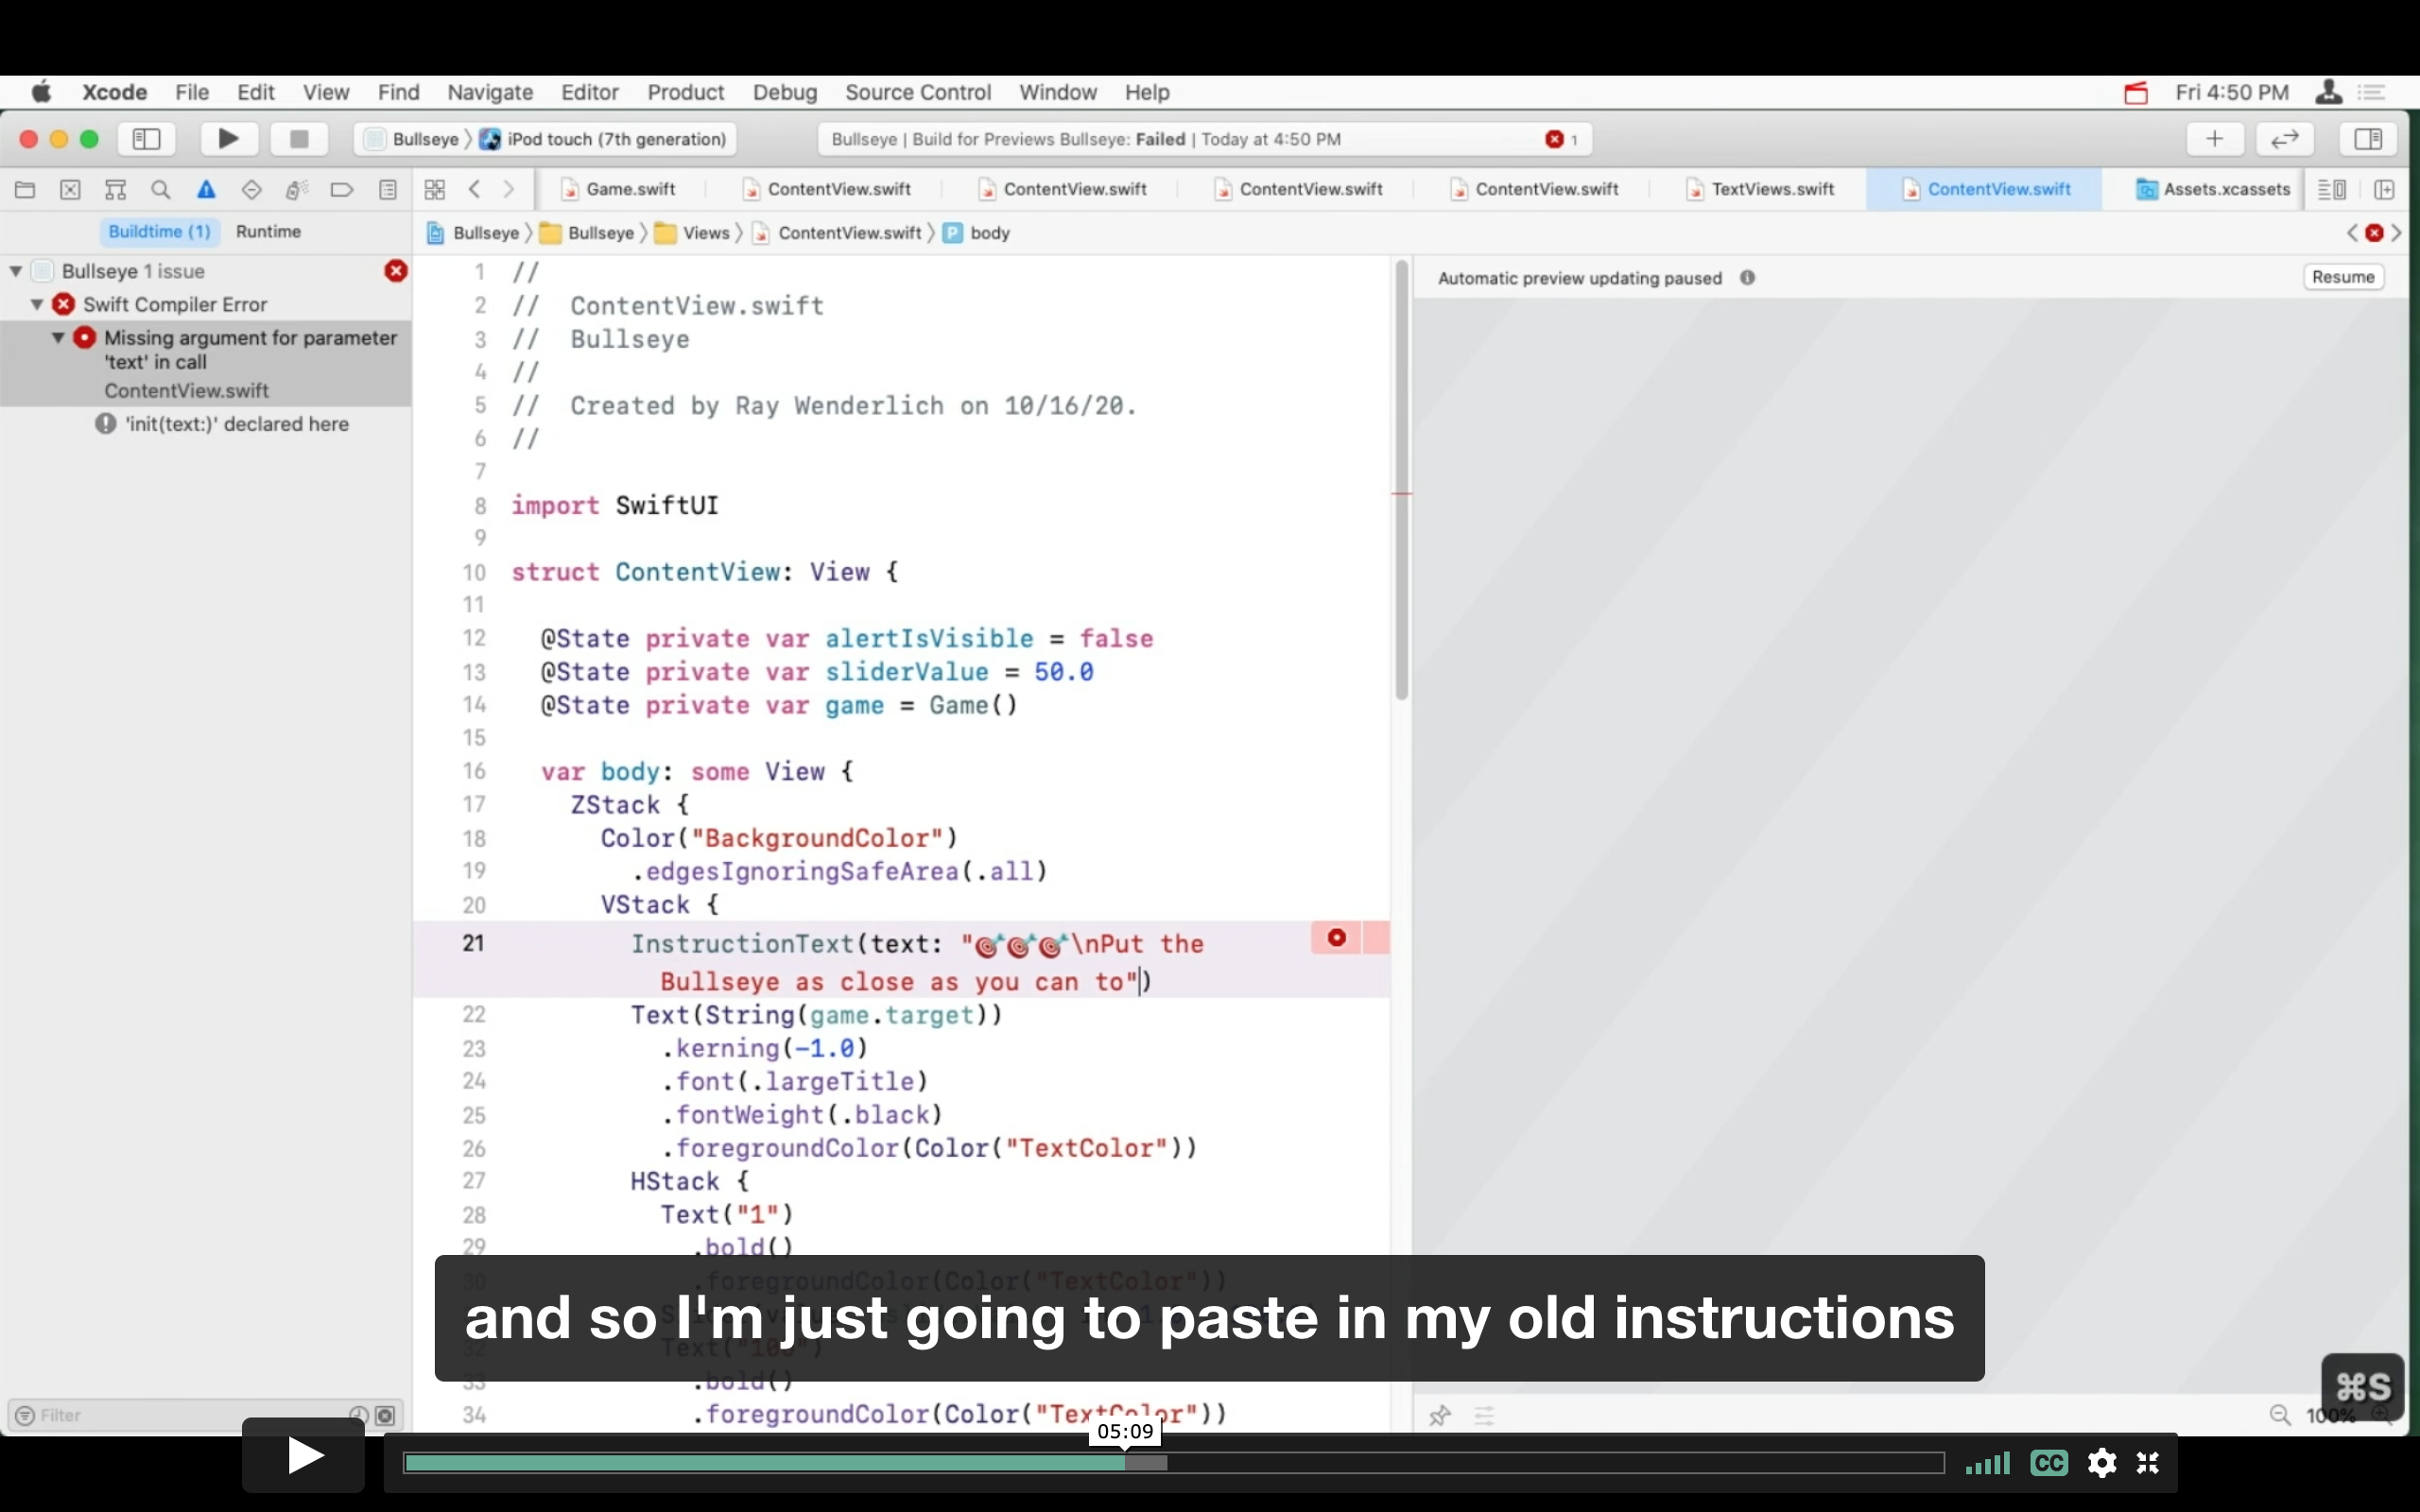 Xcode File Edit View Find Navigate Editor Product Debug Source Control Window Help Fri 4:50 PM
Bullseye iPod touch (7th generation) Bullseye | Build for Previews Bullseye: Failed | Today at 4:50 PM 1
Game.swift ContentView.swift ContentView.swift ContentView.swift ContentView.swift TextViews.swift ContentView.swift Assets.xcassets
Buildtime (1) Runtime
Bullseye Bullseye Views ContentView.swift P body
Bullseye 1 issue
Swift Compiler Error
Missing argument for parameter
'text' in call
ContentView.swift
'init(text:)' declared here
Filter
1 //
2 //  ContentView.swift
3 //  Bullseye
4 //
5 //  Created by Ray Wenderlich on 10/16/20.
6 //
7
8 import SwiftUI
9
10 struct ContentView: View {
11
12   @State private var alertIsVisible = false
13   @State private var sliderValue = 50.0
14   @State private var game = Game()
15
16   var body: some View {
17     ZStack {
18       Color("BackgroundColor")
19         .edgesIgnoringSafeArea(.all)
20       VStack {
21         InstructionText(text: "🎯🎯🎯\nPut the
Bullseye as close as you can to")
22         Text(String(game.target))
23           .kerning(-1.0)
24           .font(.largeTitle)
25           .fontWeight(.black)
26           .foregroundColor(Color("TextColor"))
27         HStack {
28           Text("1")
29             .bold()
30             .foregroundColor(Color("TextColor"))
32 Text("100")
33             .bold()
34             .foregroundColor(Color("TextColor"))
Automatic preview updating paused Resume
and so I'm just going to paste in my old instructions
⌘S
100%
05:09
CC